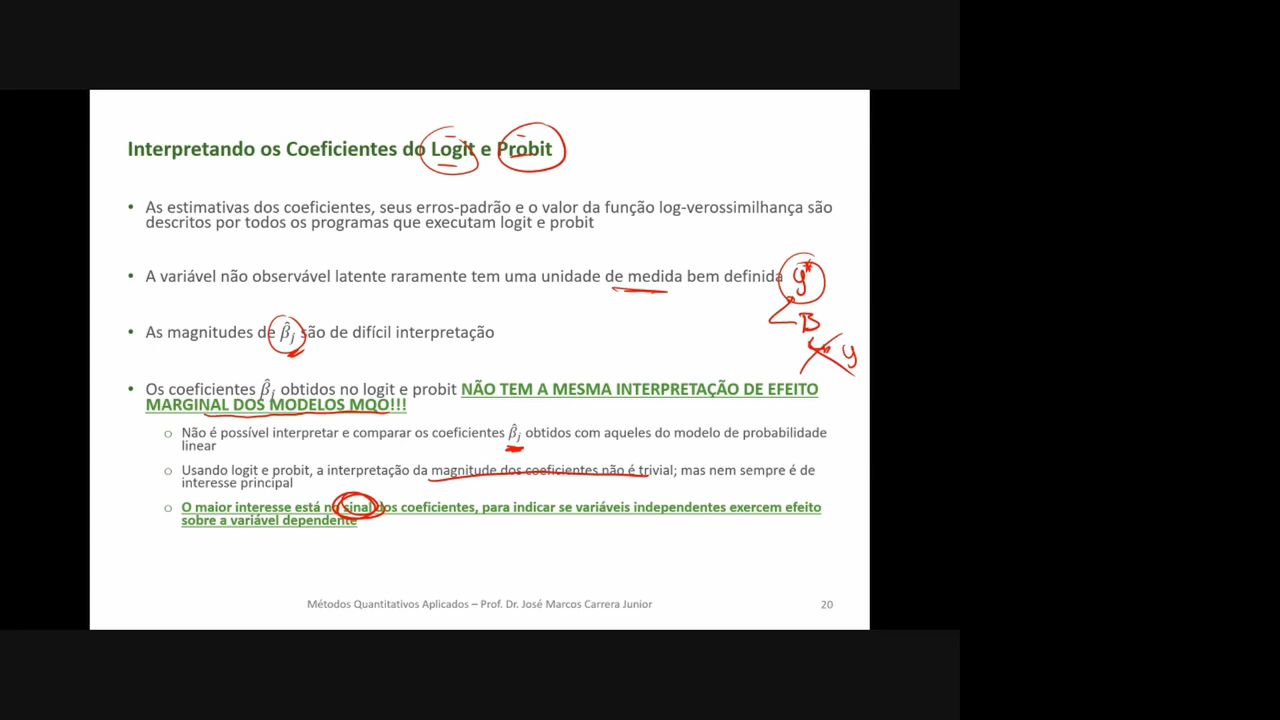 Interpretando os Coeficientes do Logit e Probit
• As estimativas dos coeficientes, seus erros-padrão e o valor da função log-verossimilhança são
descritos por todos os programas que executam logit e probit
• A variável não observável latente raramente tem uma unidade de medida bem definida y*
B
• As magnitudes de β̂j são de difícil interpretação
y
• Os coeficientes β̂j obtidos no logit e probit NÃO TEM A MESMA INTERPRETAÇÃO DE EFEITO
MARGINAL DOS MODELOS MQO!!!
o Não é possível interpretar e comparar os coeficientes β̂j obtidos com aqueles do modelo de probabilidade
linear
o Usando logit e probit, a interpretação da magnitude dos coeficientes não é trivial; mas nem sempre é de
interesse principal
o O maior interesse está no sinal dos coeficientes, para indicar se variáveis independentes exercem efeito
sobre a variável dependente
Métodos Quantitativos Aplicados – Prof. Dr. José Marcos Carrera Junior
20